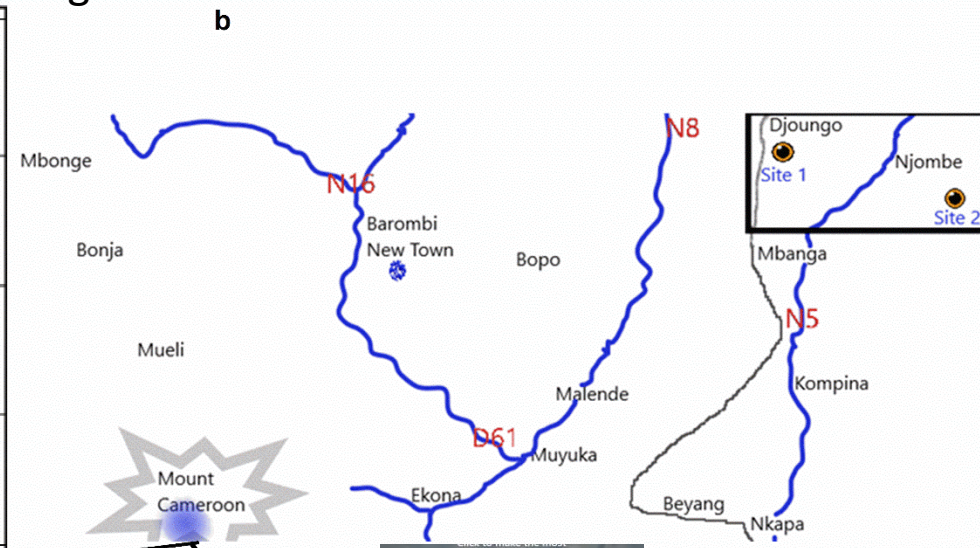 b
N8
Djoungo
Mbonge
Njombe
Site 1
N16
Site 2
Barombi
New Town
Bonja
Mbanga
Bopo
N5
Mueli
Kompina
Malende
D61
Muyuka
Mount
Cameroon
Ekona
Beyang
Nkapa